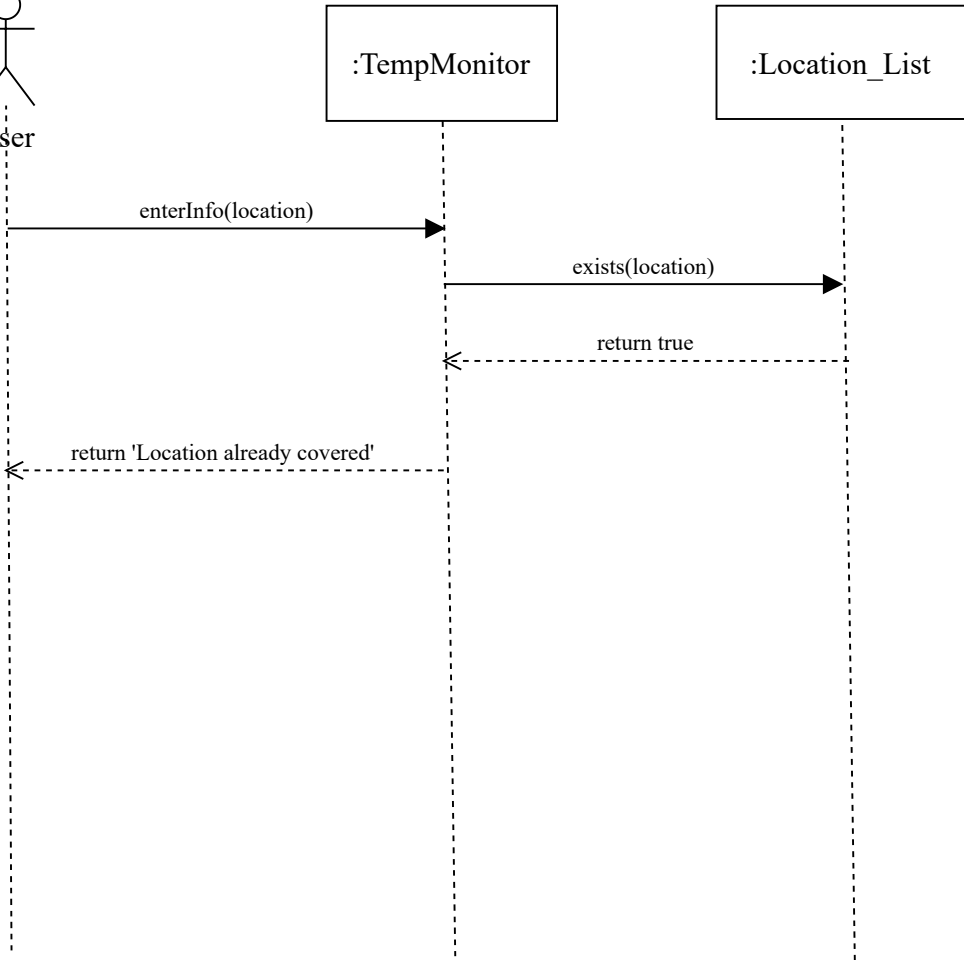 :TempMonitor
:Location_List
ser
enterInfo(location)
exists(location)
return true
return 'Location already covered'